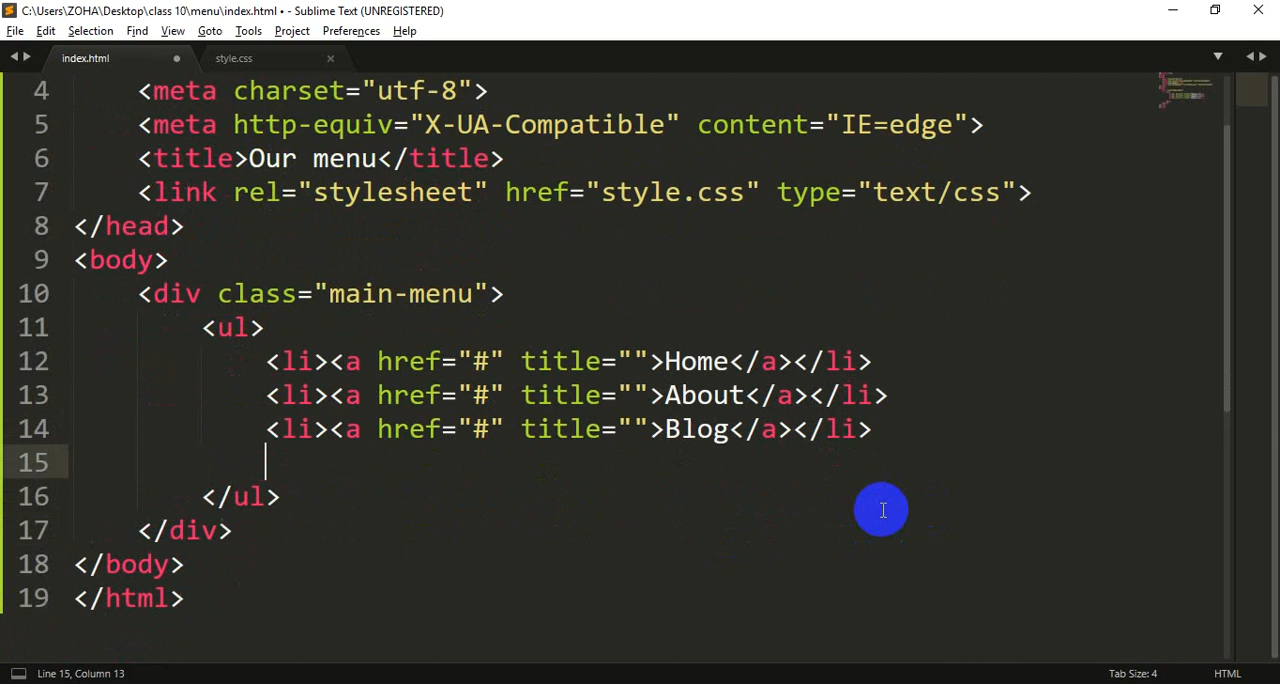 C:\Users\ZOHA\Desktop\class 10\menu\index.html • - Sublime Text (UNREGISTERED)
File Edit Selection Find View Goto Tools Project Preferences Help
index.html style.css
4 <meta charset="utf-8">
5 <meta http-equiv="X-UA-Compatible" content="IE=edge">
6 <title>Our menu</title>
7 <link rel="stylesheet" href="style.css" type="text/css">
8 </head>
9 <body>
10 <div class="main-menu">
11 <ul>
12 <li><a href="#" title="">Home</a></li>
13 <li><a href="#" title="">About</a></li>
14 <li><a href="#" title="">Blog</a></li>
15
16 </ul>
17 </div>
18 </body>
19 </html>
Line 15, Column 13 Tab Size: 4 HTML